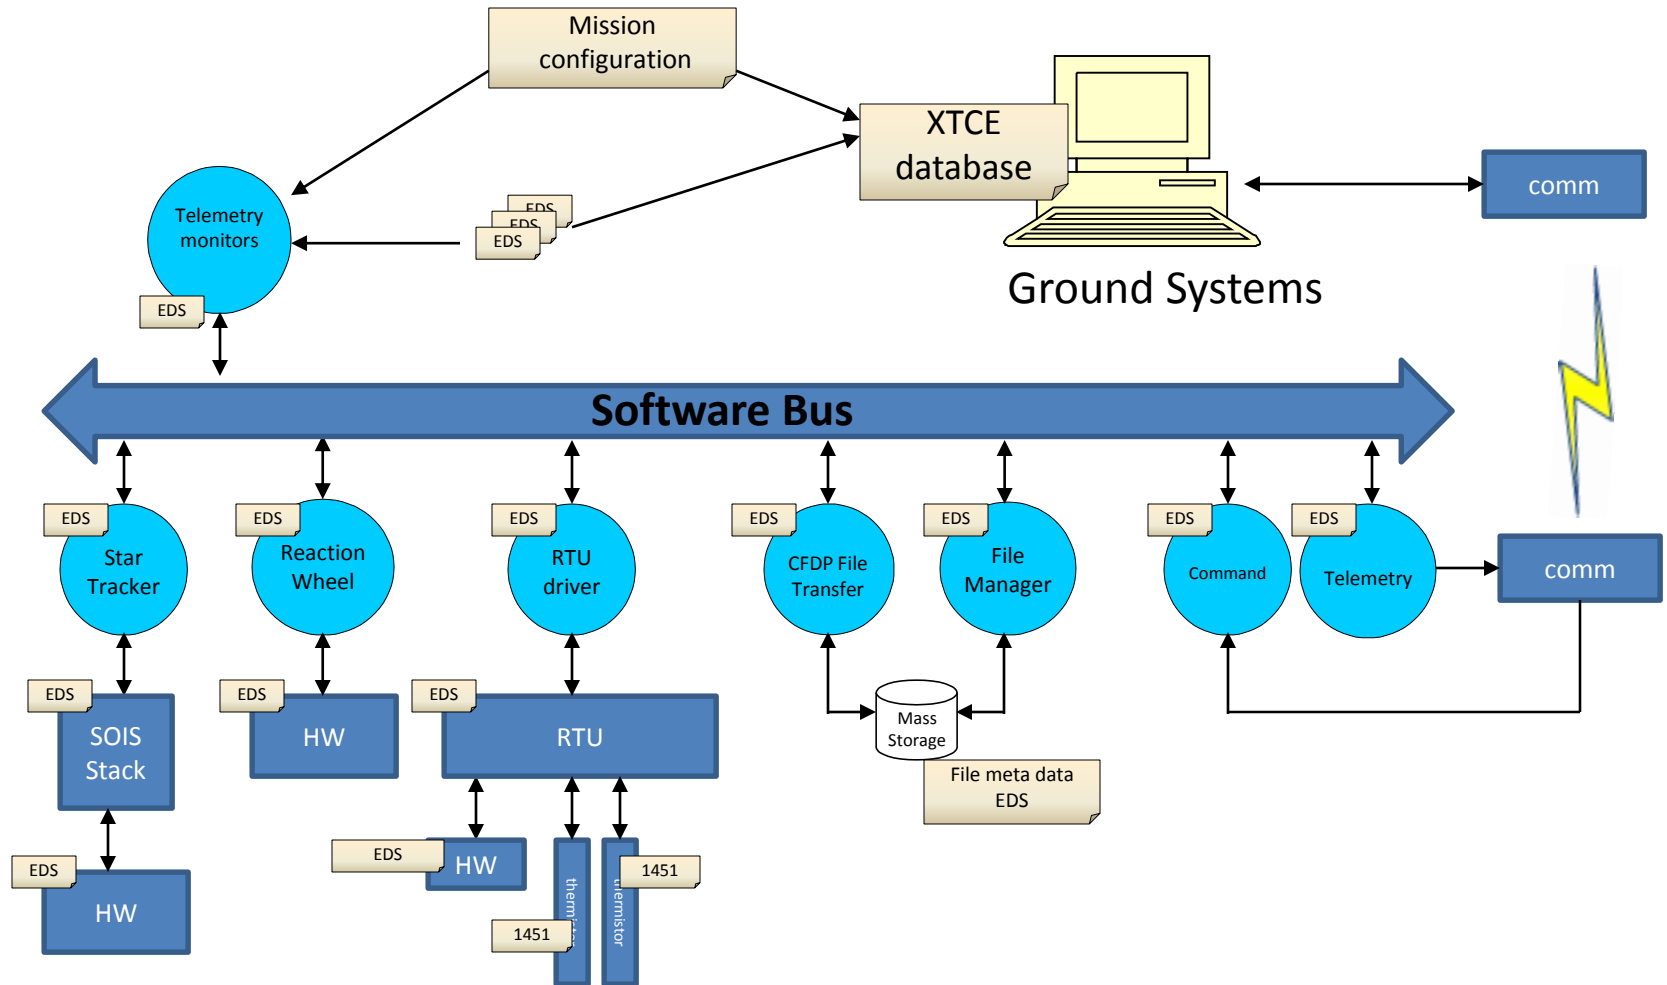 Mission
configuration
XTCE
database
comm
Telemetry
monitors
EDS
EDS
EDS
EDS
Ground Systems
Software Bus
EDS
Star
Tracker
EDS
Reaction
Wheel
EDS
RTU
driver
EDS
CFDP File
Transfer
EDS
File
Manager
EDS
Command
EDS
Telemetry
comm
EDS
SOIS
Stack
EDS
HW
EDS
RTU
Mass
Storage
File meta data
EDS
EDS
HW
EDS
HW
thermistor
1451
thermistor
1451